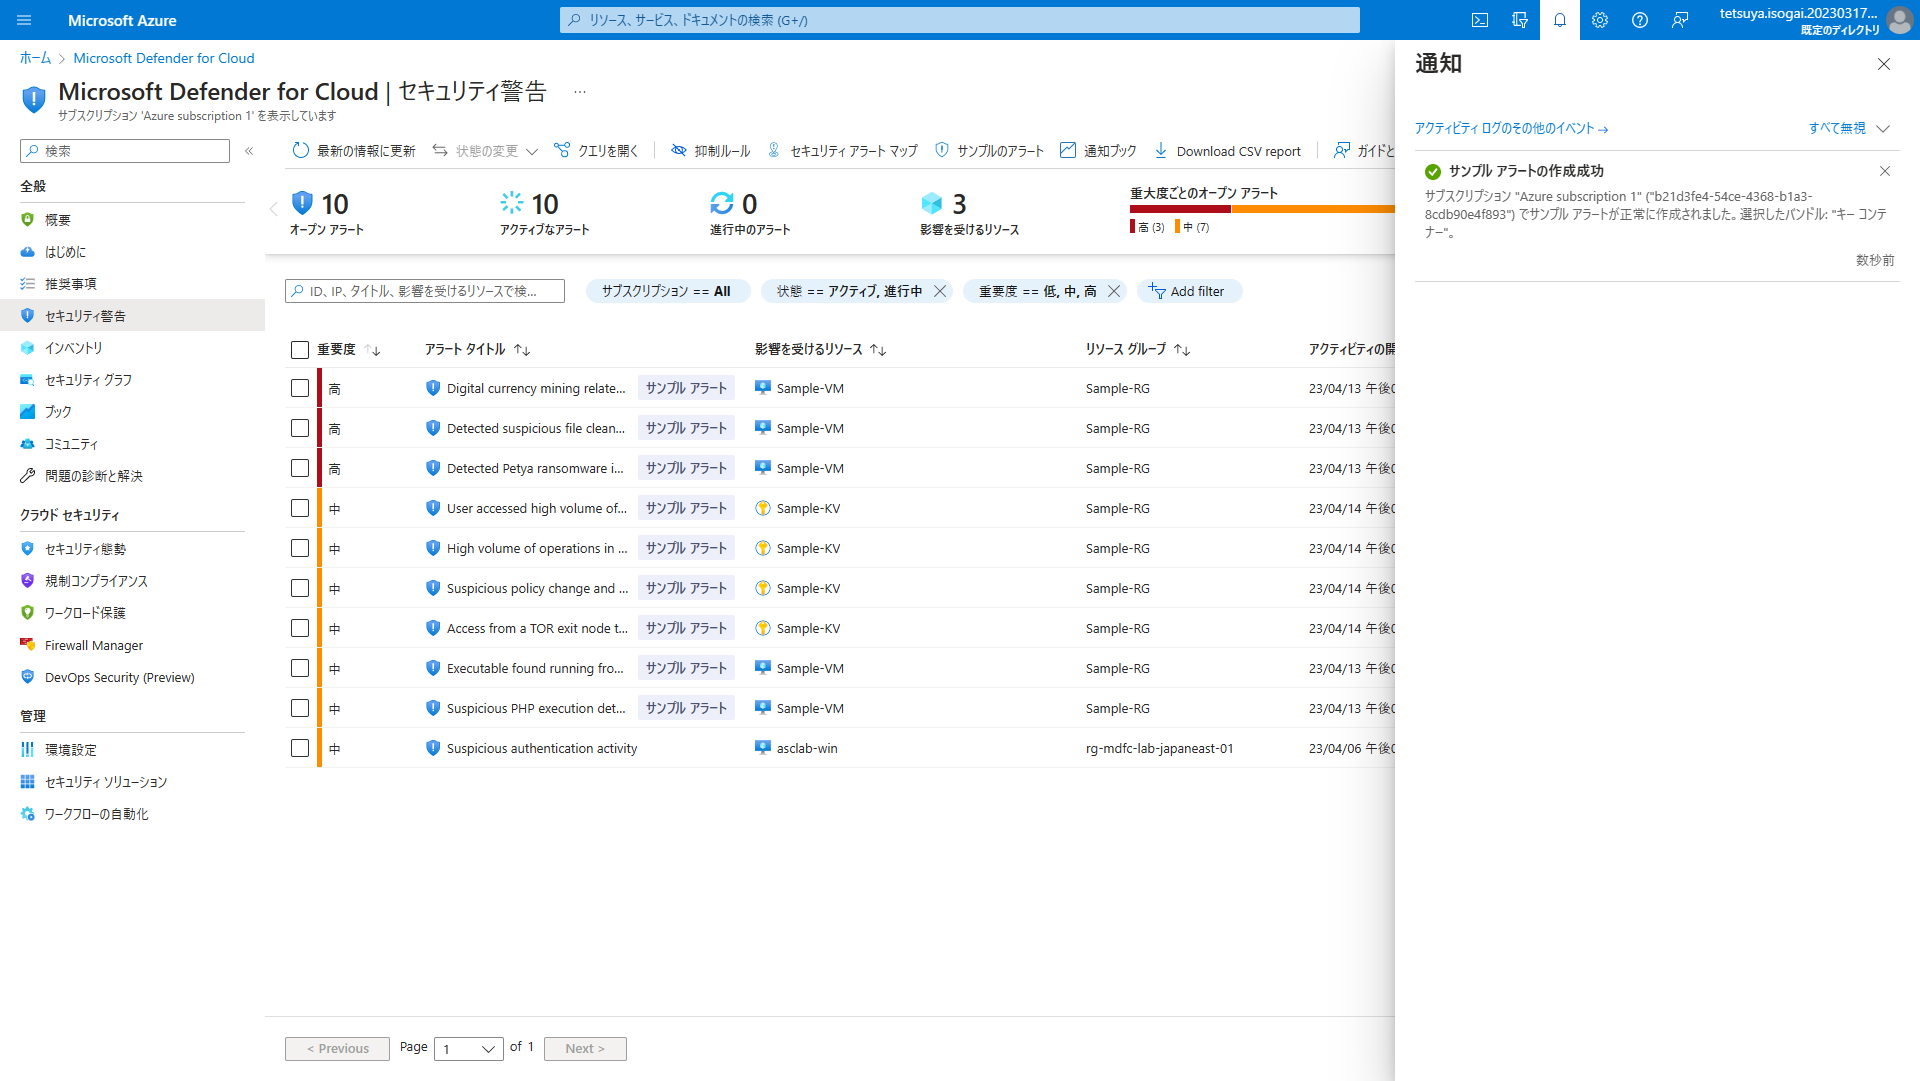 Microsoft Azure
リソース、サービス、ドキュメントの検索 (G+/)
tetsuya.isogai.20230317...
既定のディレクトリ
ホーム > Microsoft Defender for Cloud
Microsoft Defender for Cloud | セキュリティ警告 ...
サブスクリプション 'Azure subscription 1' を表示しています
検索 «
全般
概要
はじめに
推奨事項
セキュリティ警告
インベントリ
セキュリティ グラフ
ブック
コミュニティ
問題の診断と解決
クラウド セキュリティ
セキュリティ態勢
規制コンプライアンス
ワークロード保護
Firewall Manager
DevOps Security (Preview)
管理
環境設定
セキュリティ ソリューション
ワークフローの自動化
最新の情報に更新 状態の変更 クエリを開く 抑制ルール セキュリティ アラート マップ サンプルのアラート 通知ブック Download CSV report ガイドと
10 オープン アラート
10 アクティブなアラート
0 進行中のアラート
3 影響を受けるリソース
重大度ごとのオープン アラート
高 (3) 中 (7)
ID、IP、タイトル、影響を受けるリソースで検... サブスクリプション == All 状態 == アクティブ, 進行中 重要度 == 低, 中, 高 Add filter
重要度 ↑↓ アラート タイトル ↑↓ 影響を受けるリソース ↑↓ リソース グループ ↑↓ アクティビティの開
高 Digital currency mining relate... サンプル アラート Sample-VM Sample-RG 23/04/13 午後0
高 Detected suspicious file clean... サンプル アラート Sample-VM Sample-RG 23/04/13 午後0
高 Detected Petya ransomware i... サンプル アラート Sample-VM Sample-RG 23/04/13 午後0
中 User accessed high volume of... サンプル アラート Sample-KV Sample-RG 23/04/14 午後0
中 High volume of operations in ... サンプル アラート Sample-KV Sample-RG 23/04/14 午後0
中 Suspicious policy change and ... サンプル アラート Sample-KV Sample-RG 23/04/14 午後0
中 Access from a TOR exit node t... サンプル アラート Sample-KV Sample-RG 23/04/14 午後0
中 Executable found running fro... サンプル アラート Sample-VM Sample-RG 23/04/13 午後0
中 Suspicious PHP execution det... サンプル アラート Sample-VM Sample-RG 23/04/13 午後0
中 Suspicious authentication activity asclab-win rg-mdfc-lab-japaneast-01 23/04/06 午後0
< Previous Page 1 of 1 Next >
通知
アクティビティ ログのその他のイベント → すべて無視
サンプル アラートの作成成功
サブスクリプション "Azure subscription 1" ("b21d3fe4-54ce-4368-b1a3-
8cdb90e4f893") でサンプル アラートが正常に作成されました。選択したバンドル: "キー コンテ
ナー"。
数秒前